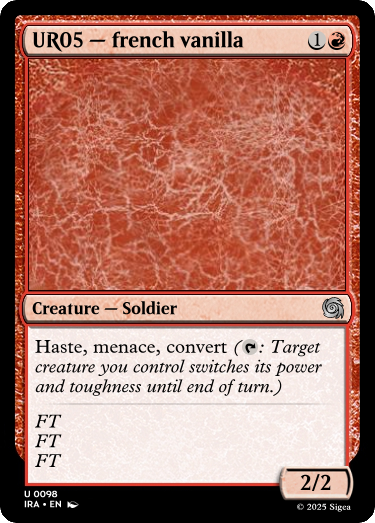 UR05 — french vanilla 1
Creature — Soldier
Haste, menace, convert (: Target
creature you control switches its power
and toughness until end of turn.)
FT
FT
FT
2/2
U 0098
IRA • EN
© 2025 Sigea